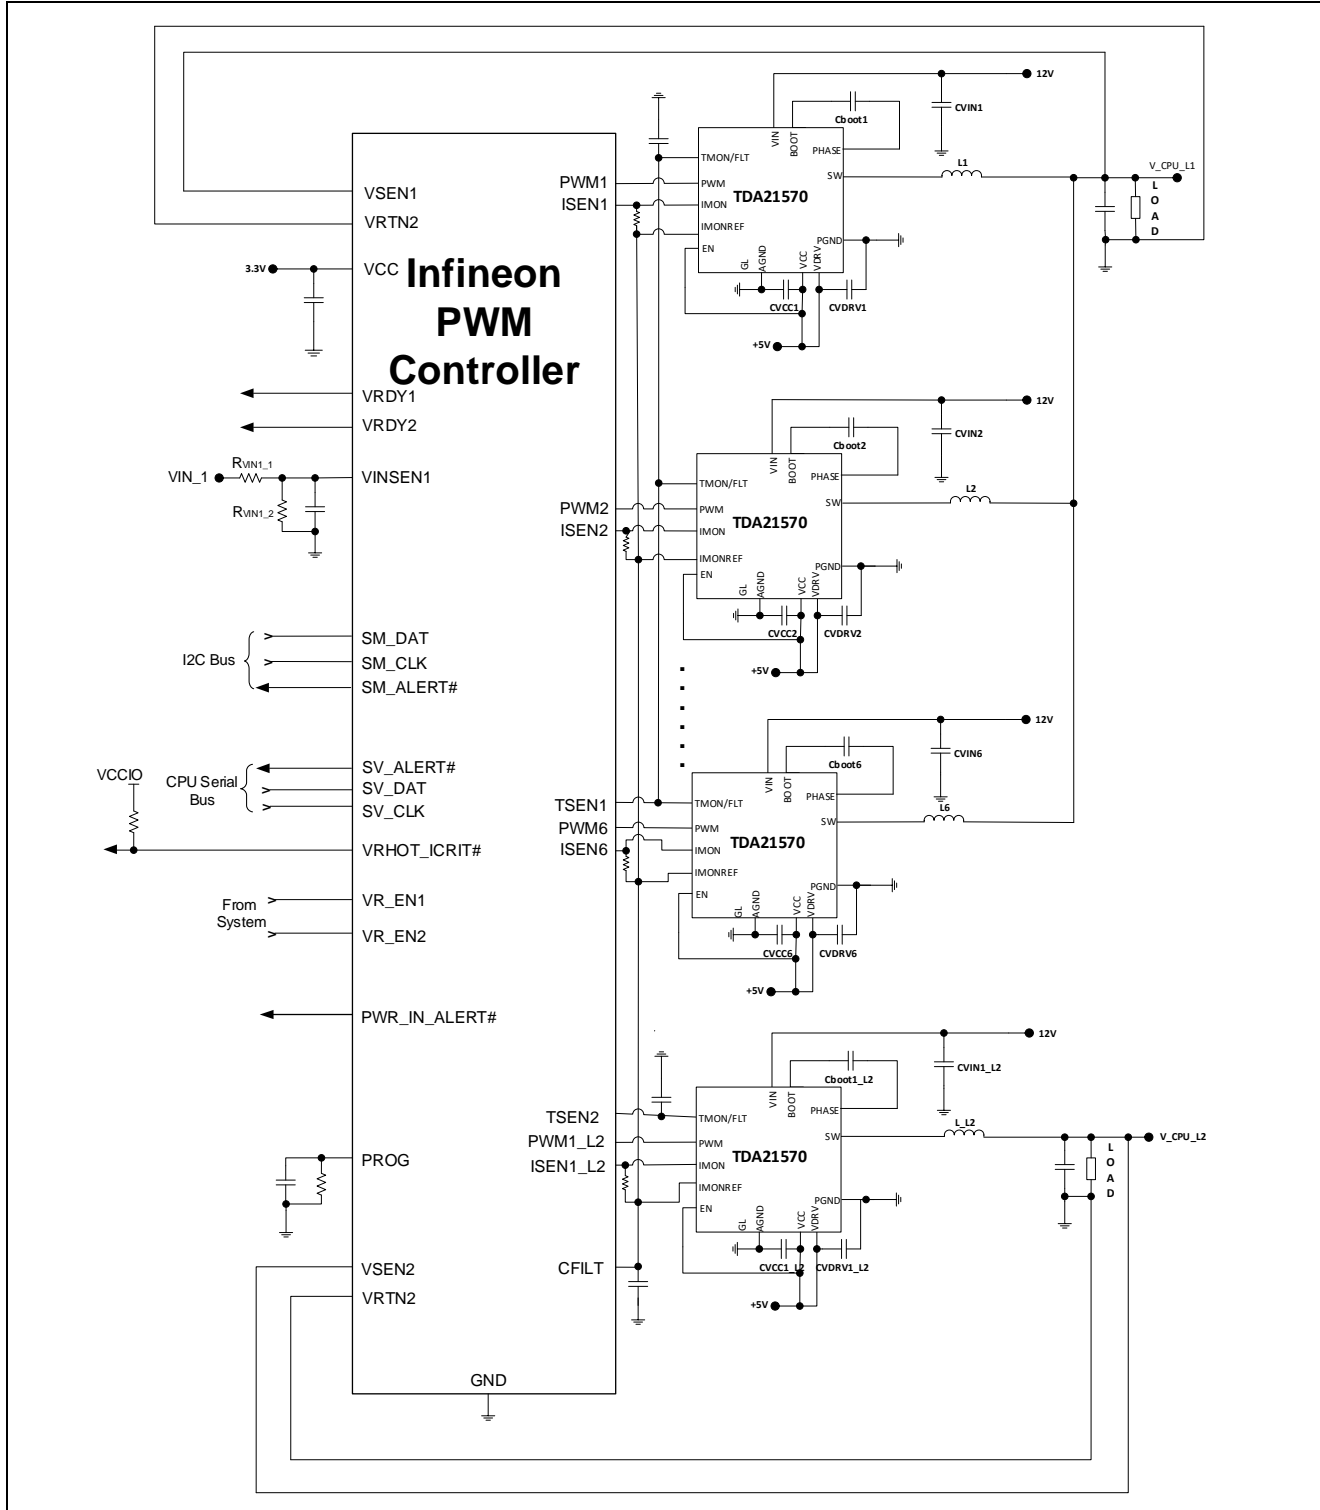 12V
CVIN1
Cboot1
VIN
BOOT
PHASE
TMON/FLT
PWM1
PWM
TDA21570
SW
L1
V_CPU_L1
LOAD
ISEN1
IMON
IMONREF
EN
PGND
GL
AGND
VCC
VDRV
CVCC1
CVDRV1
+5V
VSEN1
VRTN2
3.3V
VCC
Infineon
PWM
Controller
VRDY1
VRDY2
VIN_1
RVIN1_1
RVIN1_2
VINSEN1
12V
CVIN2
Cboot2
VIN
BOOT
PHASE
TMON/FLT
PWM2
PWM
TDA21570
SW
L2
ISEN2
IMON
IMONREF
EN
PGND
GL
AGND
VCC
VDRV
CVCC2
CVDRV2
+5V
I2C Bus
SM_DAT
SM_CLK
SM_ALERT#
12V
CVIN6
Cboot6
VIN
BOOT
PHASE
VCCIO
CPU Serial
Bus
SV_ALERT#
SV_DAT
SV_CLK
VRHOT_ICRIT#
TSEN1
TMON/FLT
PWM6
PWM
TDA21570
SW
L6
ISEN6
IMON
IMONREF
EN
PGND
GL
AGND
VCC
VDRV
CVCC6
CVDRV6
+5V
From
System
VR_EN1
VR_EN2
PWR_IN_ALERT#
12V
CVIN1_L2
Cboot1_L2
VIN
BOOT
PHASE
TSEN2
TMON/FLT
PWM1_L2
PWM
TDA21570
SW
L_L2
V_CPU_L2
LOAD
ISEN1_L2
IMON
IMONREF
EN
PGND
GL
AGND
VCC
VDRV
CVCC1_L2
CVDRV1_L2
+5V
PROG
VSEN2
VRTN2
CFILT
GND